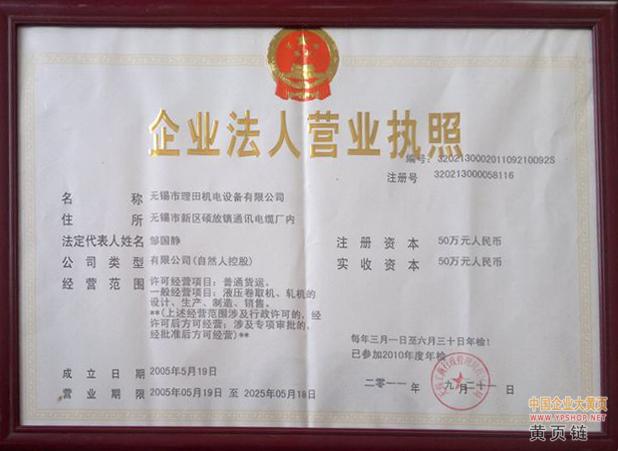 企业法人营业执照
编号：320213000201109210092S
注册号 320213000058116
名称 无锡市理田机电设备有限公司
住所 无锡市新区硕放镇通讯电缆厂内
法定代表人姓名 邹国静
注册资本 50万元人民币
公司类型 有限公司(自然人控股)
实收资本 50万元人民币
经营范围 许可经营项目：普通货运。
一般经营项目：液压卷取机、轧机的
设计、生产、制造、销售。
**(上述经营范围涉及行政许可的，经
许可后方可经营；涉及专项审批的，
经批准后方可经营)**
每年三月一日至六月三十日年检！
已参加2010年度年检
成立日期 2005年5月19日
营业期限 2005年05月19日 至 2025年05月18日
二〇一一年 九月二十一日
中国企业大黄页
WWW.YPSHOP.NET
黄页链